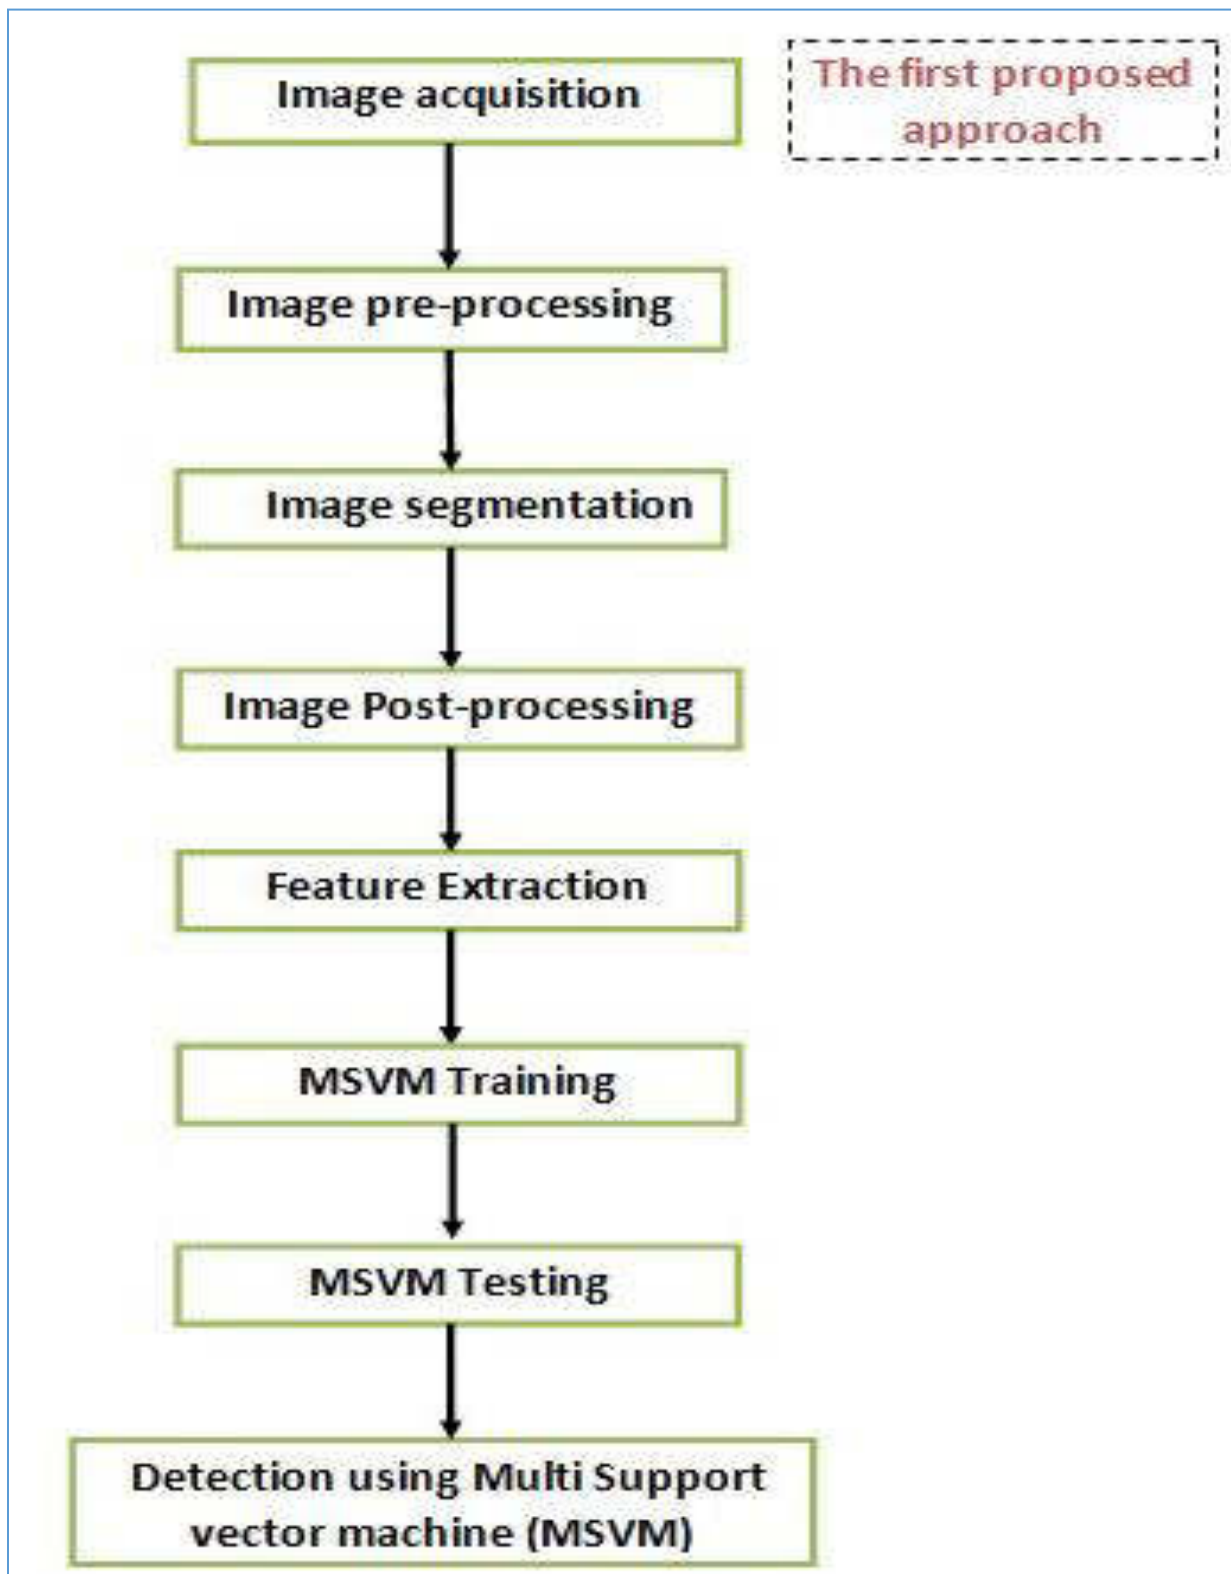 Image acquisition
The first proposed
approach
Image pre-processing
Image segmentation
Image Post-processing
Feature Extraction
MSVM Training
MSVM Testing
Detection using Multi Support
vector machine (MSVM)